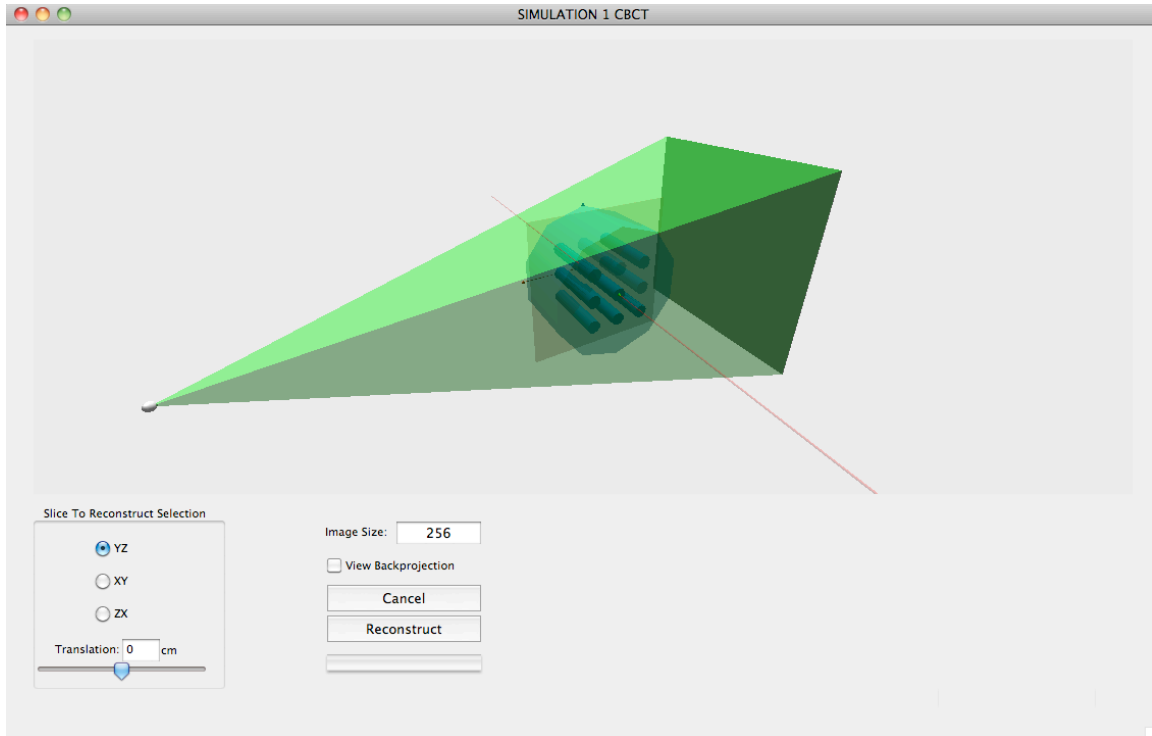 SIMULATION 1 CBCT
Slice To Reconstruct Selection
YZ
XY
ZX
Translation: 0 cm
Image Size: 256
View Backprojection
Cancel
Reconstruct